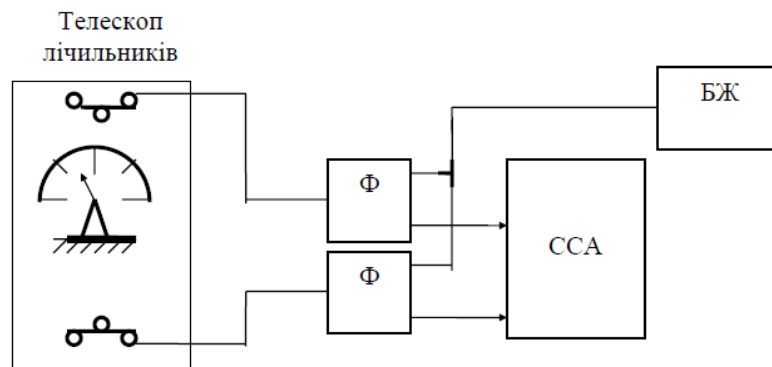 Телескоп
лічильників
БЖ
Ф
ССА
Ф